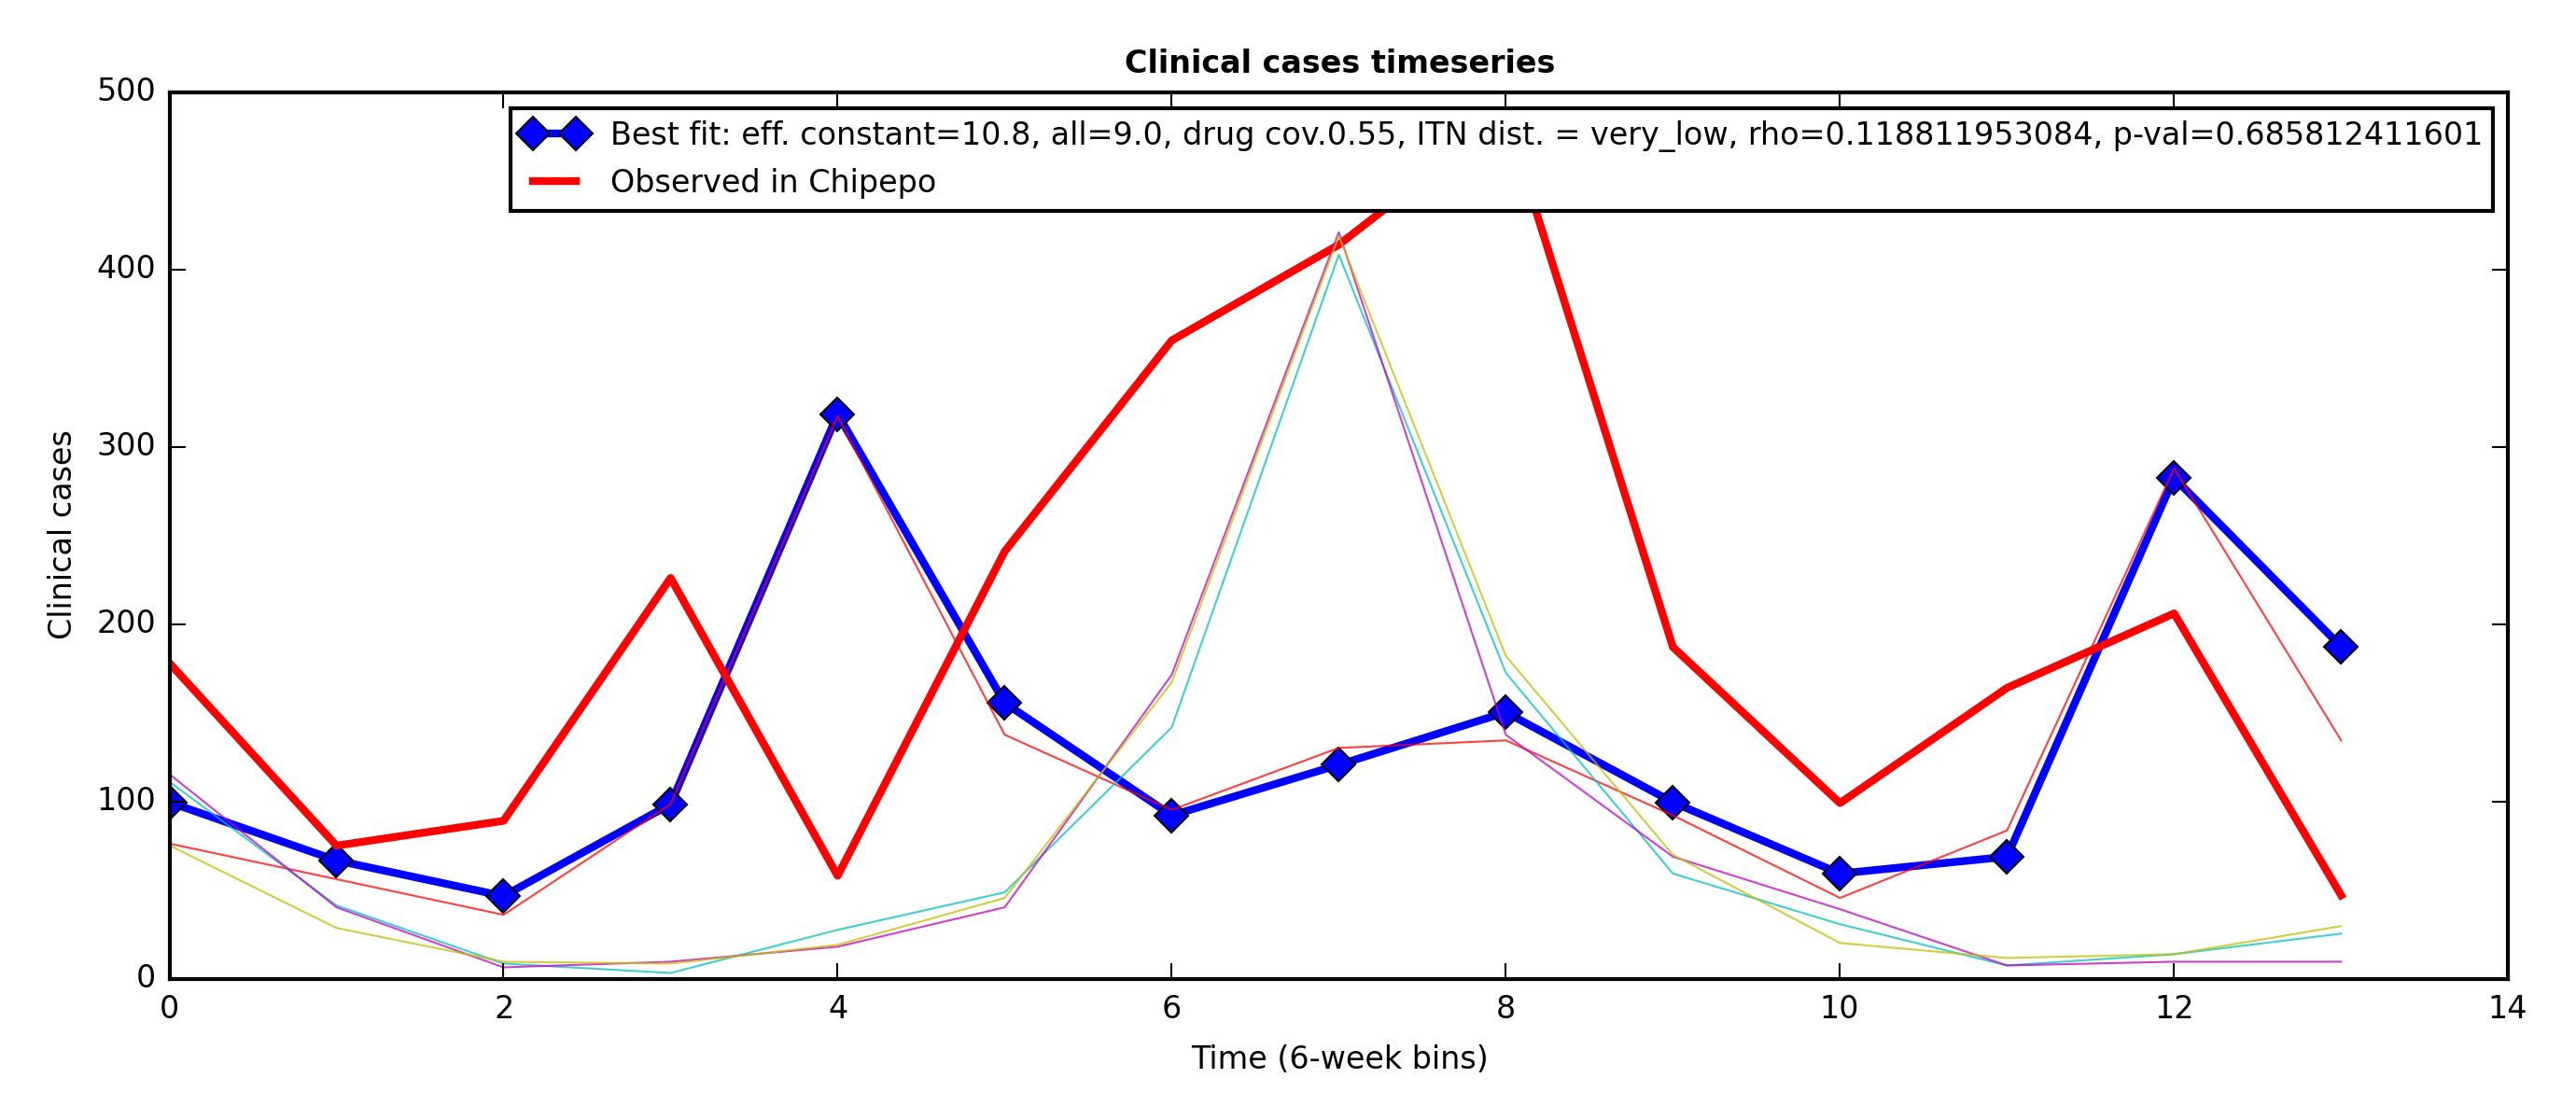 Clinical cases timeseries
500
400
300
200
100
0
Clinical cases
Best fit: eff. constant=10.8, all=9.0, drug cov.0.55, ITN dist. = very_low, rho=0.118811953084, p-val=0.685812411601
Observed in Chipepo
0 2 4 6 8 10 12 14
Time (6-week bins)